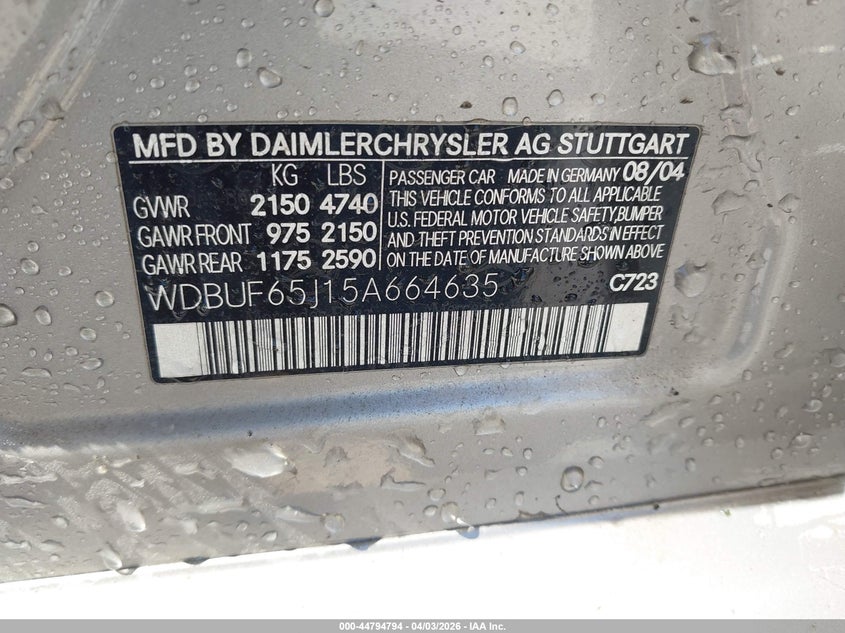 MFD BY DAIMLERCHRYSLER AG STUTTGART
KG LBS
GVWR 2150 4740
GAWR FRONT 975 2150
GAWR REAR 1175 2590
PASSENGER CAR MADE IN GERMANY 08/04
THIS VEHICLE CONFORMS TO ALL APPLICABLE
U.S. FEDERAL MOTOR VEHICLE SAFETY,BUMPER
AND THEFT PREVENTION STANDARDS IN EFFECT
ON THE DATE OF MANUFACTURE SHOWN ABOVE
WDBUF65J15A664635 C723
000-44794794 - 04/03/2026 - IAA Inc.